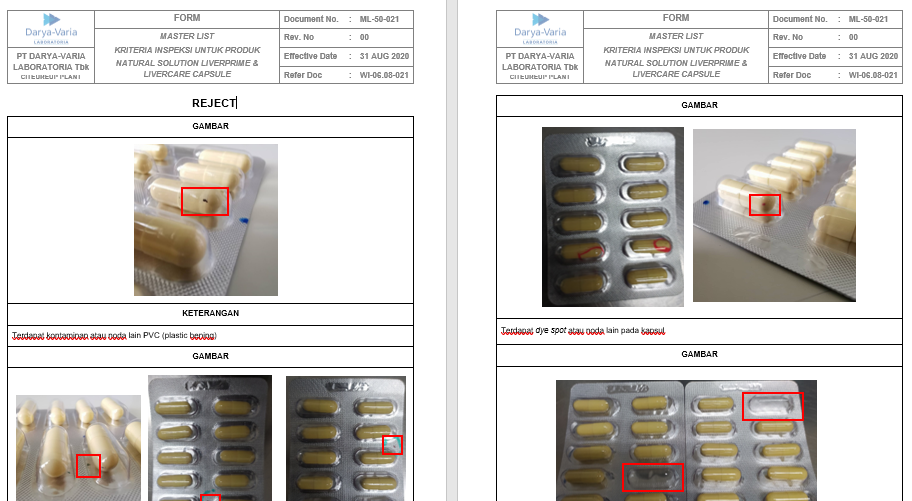 Darya-Varia
LABORATORIA
PT DARYA-VARIA
LABORATORIA Tbk
CITEUREUP PLANT
FORM
MASTER LIST
KRITERIA INSPEKSI UNTUK PRODUK
NATURAL SOLUTION LIVERPRIME &
LIVERCARE CAPSULE
Document No. : ML-50-021
Rev. No : 00
Effective Date : 31 AUG 2020
Refer Doc : WI-06.08-021
REJECT
GAMBAR
KETERANGAN
Terdapat kontaminan atau noda lain PVC (plastic bening)
GAMBAR
Darya-Varia
LABORATORIA
PT DARYA-VARIA
LABORATORIA Tbk
CITEUREUP PLANT
FORM
MASTER LIST
KRITERIA INSPEKSI UNTUK PRODUK
NATURAL SOLUTION LIVERPRIME &
LIVERCARE CAPSULE
Document No. : ML-50-021
Rev. No : 00
Effective Date : 31 AUG 2020
Refer Doc : WI-06.08-021
GAMBAR
Terdapat dye spot atau noda lain pada kapsul
GAMBAR